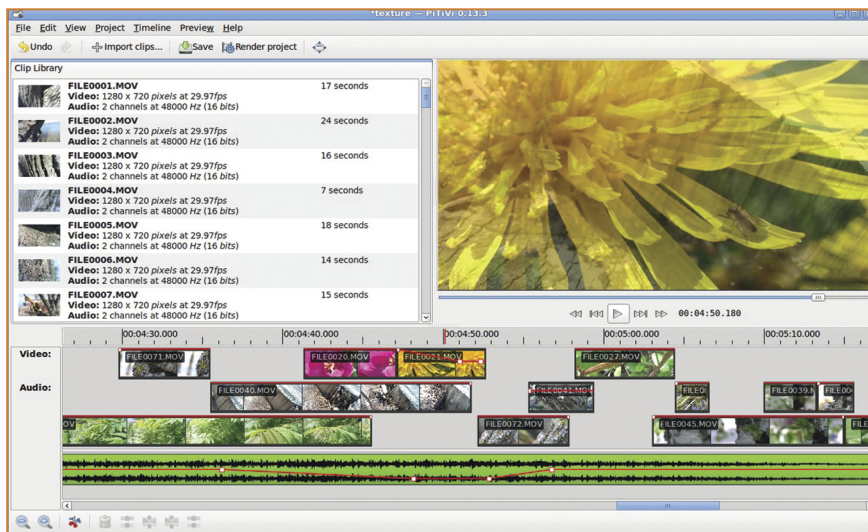 *texture — PiTiVi 0.13.3
File Edit View Project Timeline Preview Help
Undo Import clips... Save Render project
Clip Library
FILE0001.MOV 17 seconds
Video: 1280 x 720 pixels at 29.97fps
Audio: 2 channels at 48000 Hz (16 bits)
FILE0002.MOV 24 seconds
Video: 1280 x 720 pixels at 29.97fps
Audio: 2 channels at 48000 Hz (16 bits)
FILE0003.MOV 16 seconds
Video: 1280 x 720 pixels at 29.97fps
Audio: 2 channels at 48000 Hz (16 bits)
FILE0004.MOV 7 seconds
Video: 1280 x 720 pixels at 29.97fps
Audio: 2 channels at 48000 Hz (16 bits)
FILE0005.MOV 18 seconds
Video: 1280 x 720 pixels at 29.97fps
Audio: 2 channels at 48000 Hz (16 bits)
FILE0006.MOV 14 seconds
Video: 1280 x 720 pixels at 29.97fps
Audio: 2 channels at 48000 Hz (16 bits)
FILE0007.MOV 15 seconds
Video: 1280 x 720 pixels at 29.97fps
Audio: 2 channels at 48000 Hz (16 bits)
00:04:50.180
00:04:30.000 00:04:40.000 00:04:50.000 00:05:00.000 00:05:10.000
Video: FILE0071.MOV FILE0020.MOV FILE0021.MOV FILE0027.MOV
Audio: FILE0040.MOV FILE0041.MOV FILE0 FILE0039.M FILE00
OV FILE0072.MOV FILE0045.MOV FILE0